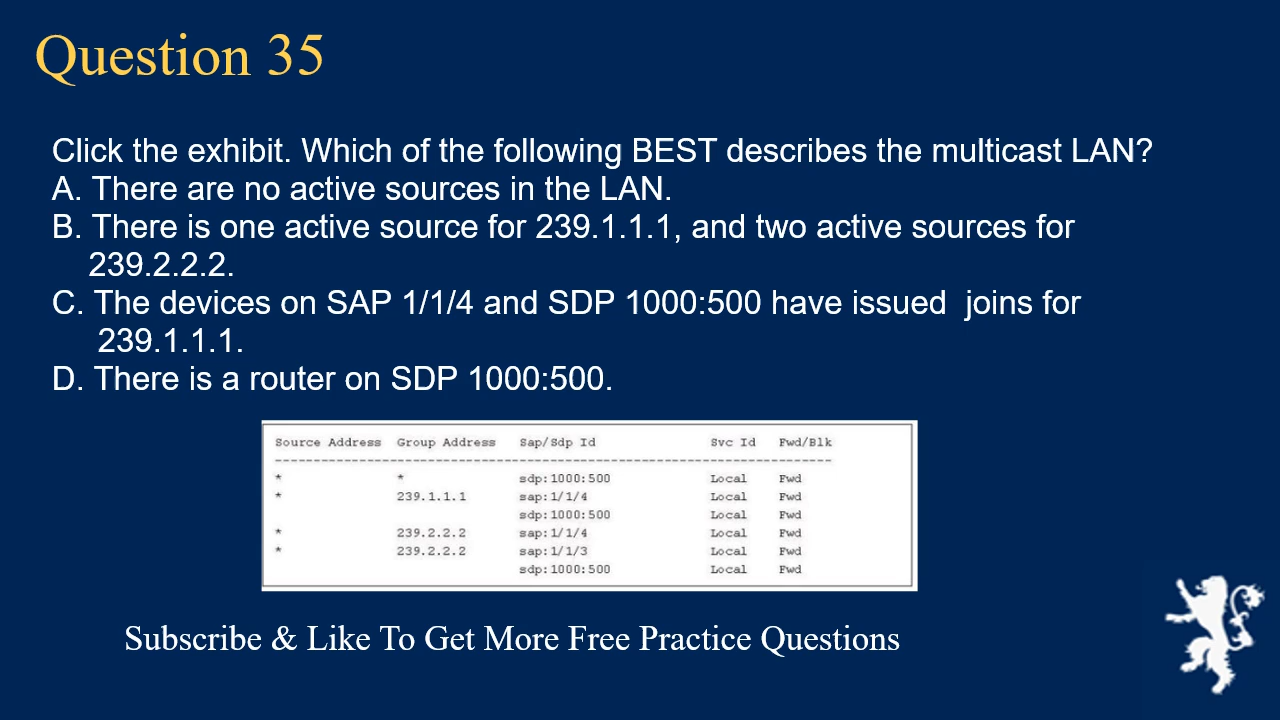 Question 35
Click the exhibit. Which of the following BEST describes the multicast LAN?
A. There are no active sources in the LAN.
B. There is one active source for 239.1.1.1, and two active sources for
239.2.2.2.
C. The devices on SAP 1/1/4 and SDP 1000:500 have issued  joins for
239.1.1.1.
D. There is a router on SDP 1000:500.
Source Address  Group Address  Sap/Sdp Id  Svc Id  Fwd/Blk
--------------------------------------------------------------------------
*  *  sdp:1000:500  Local  Fwd
*  239.1.1.1  sap:1/1/4  Local  Fwd
sdp:1000:500  Local  Fwd
*  239.2.2.2  sap:1/1/4  Local  Fwd
*  239.2.2.2  sap:1/1/3  Local  Fwd
sdp:1000:500  Local  Fwd
Subscribe & Like To Get More Free Practice Questions